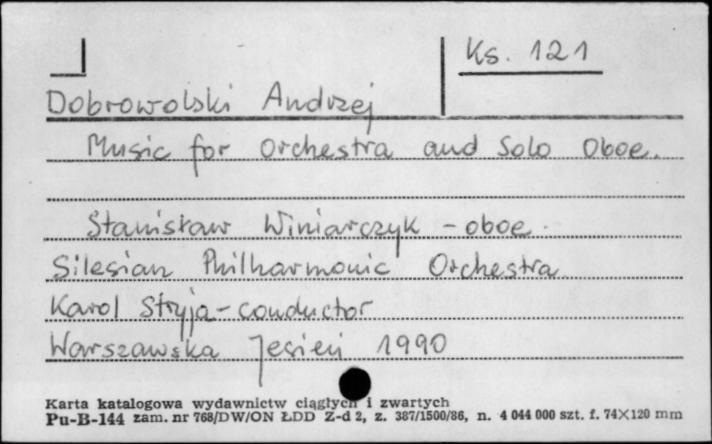 Ks. 121
Dobrowolski Andrzej
Music for Orchestra and Solo Oboe.
Stanisław Winiarczyk - oboe.
Silesian Philharmonic Orchestra
Karol Stryja - conductor
Warszawska Jesień 1990
Karta katalogowa wydawnictw ciągłych i zwartych
Pu-B-144 zam. nr 768/DW/ON ŁDD Z-d 2, z. 387/1500/86, n. 4 044 000 szt. f. 74×120 mm